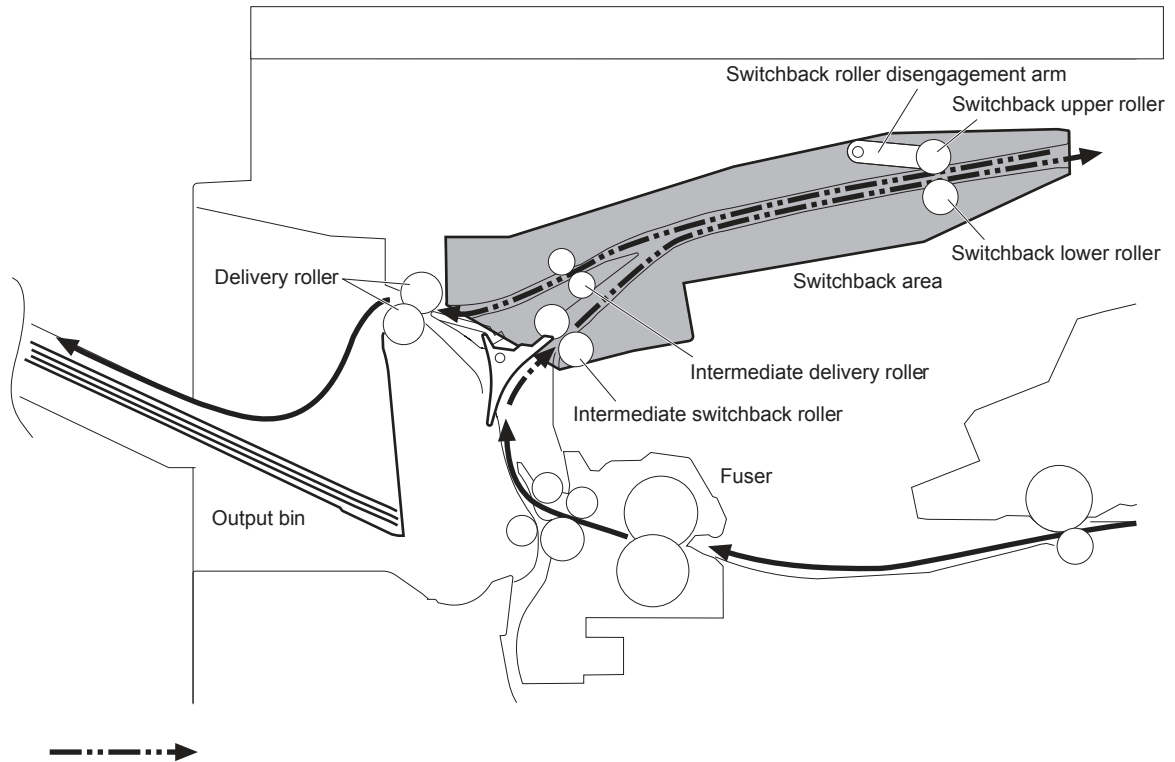 Switchback roller disengagement arm
Switchback upper roller
Switchback lower roller
Switchback area
Delivery roller
Intermediate delivery roller
Intermediate switchback roller
Fuser
Output bin